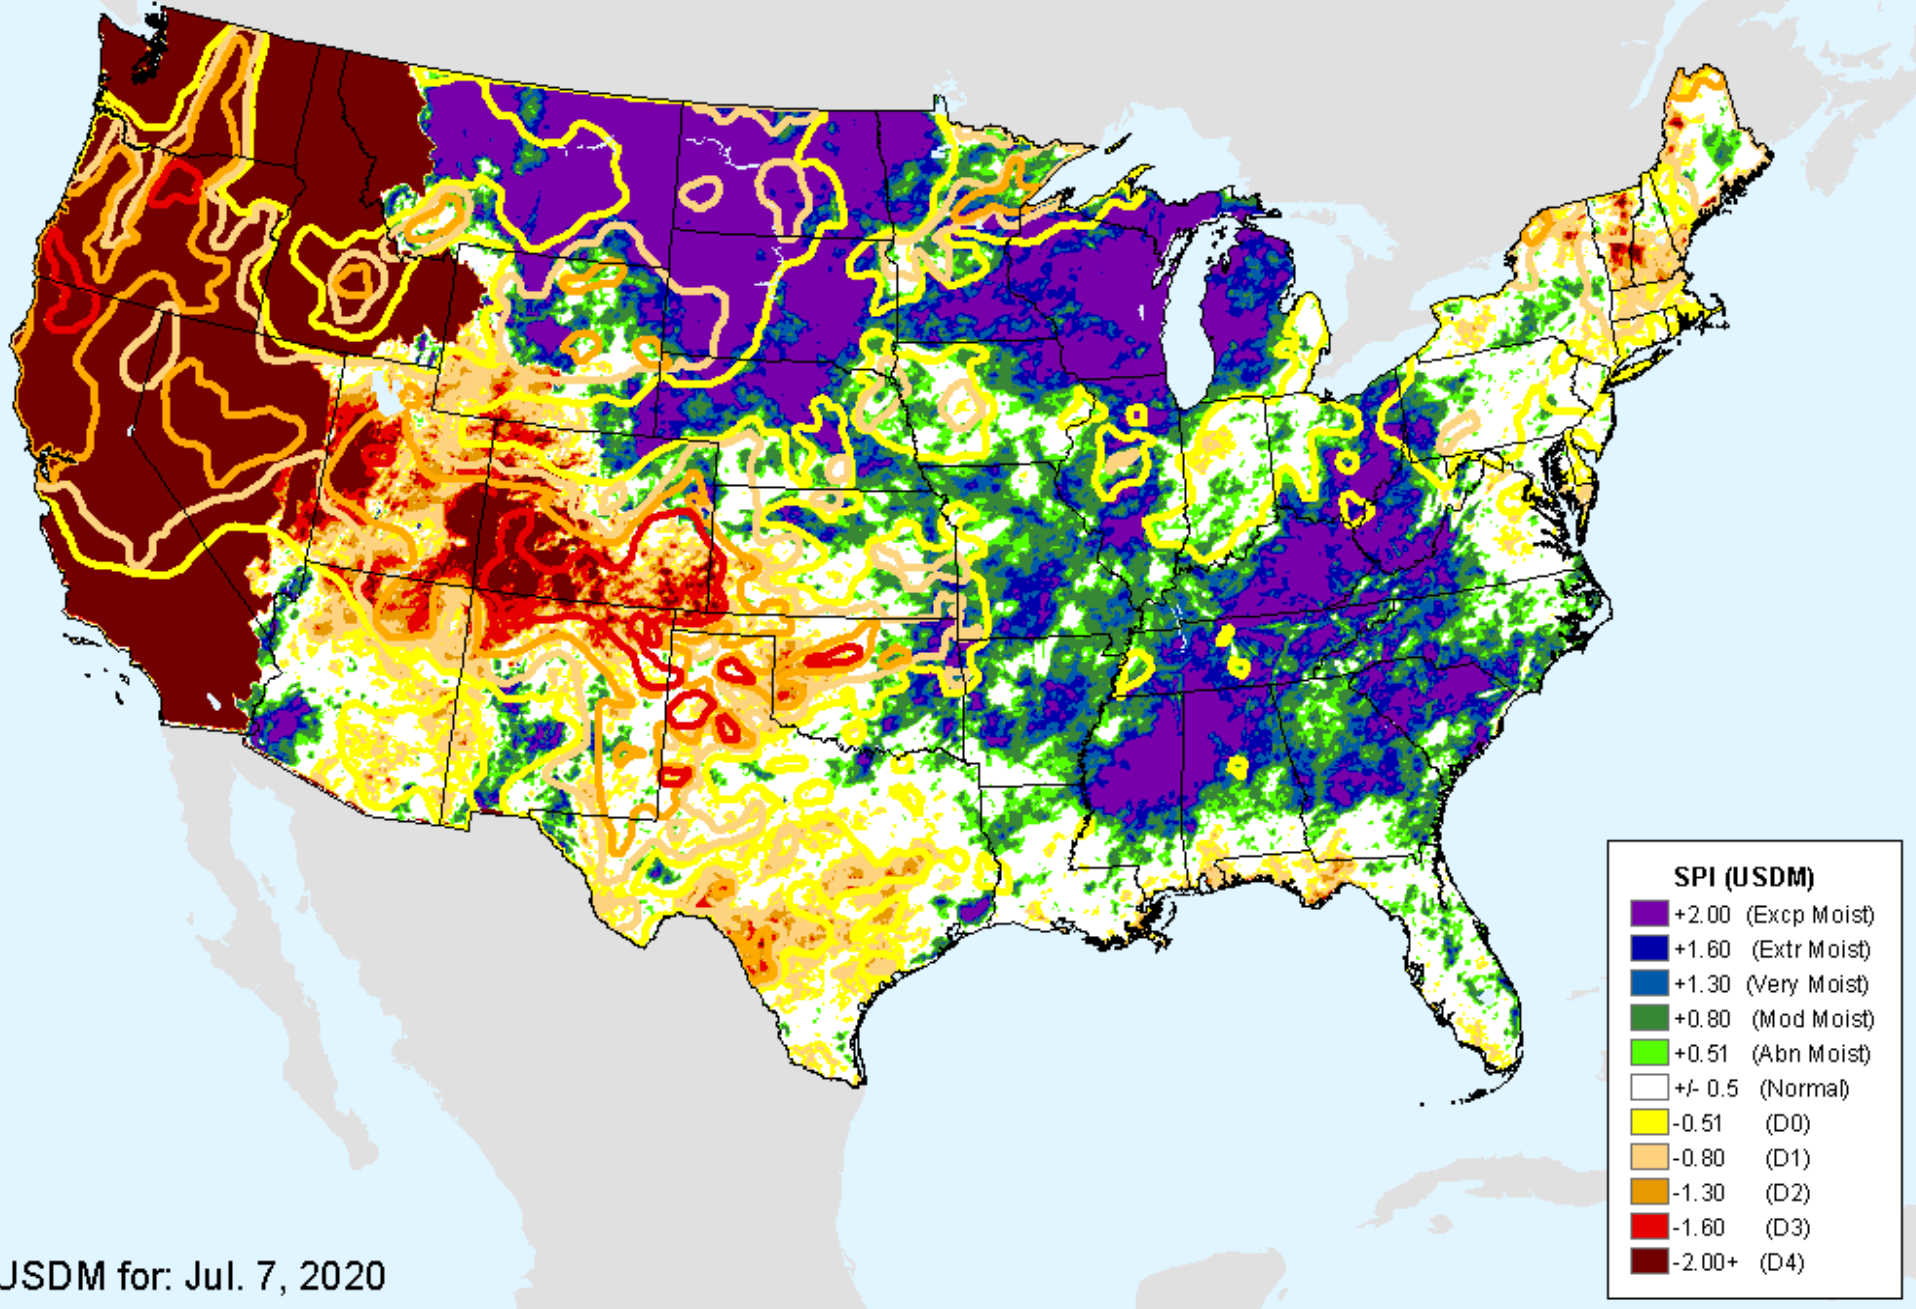 SPI (USDM)
+2.00 (Excp Moist)
+1.60 (Extr Moist)
+1.30 (Very Moist)
+0.80 (Mod Moist)
+0.51 (Abn Moist)
+/- 0.5 (Normal)
-0.51 (D0)
-0.80 (D1)
-1.30 (D2)
-1.60 (D3)
-2.00+ (D4)
USDM for: Jul. 7, 2020